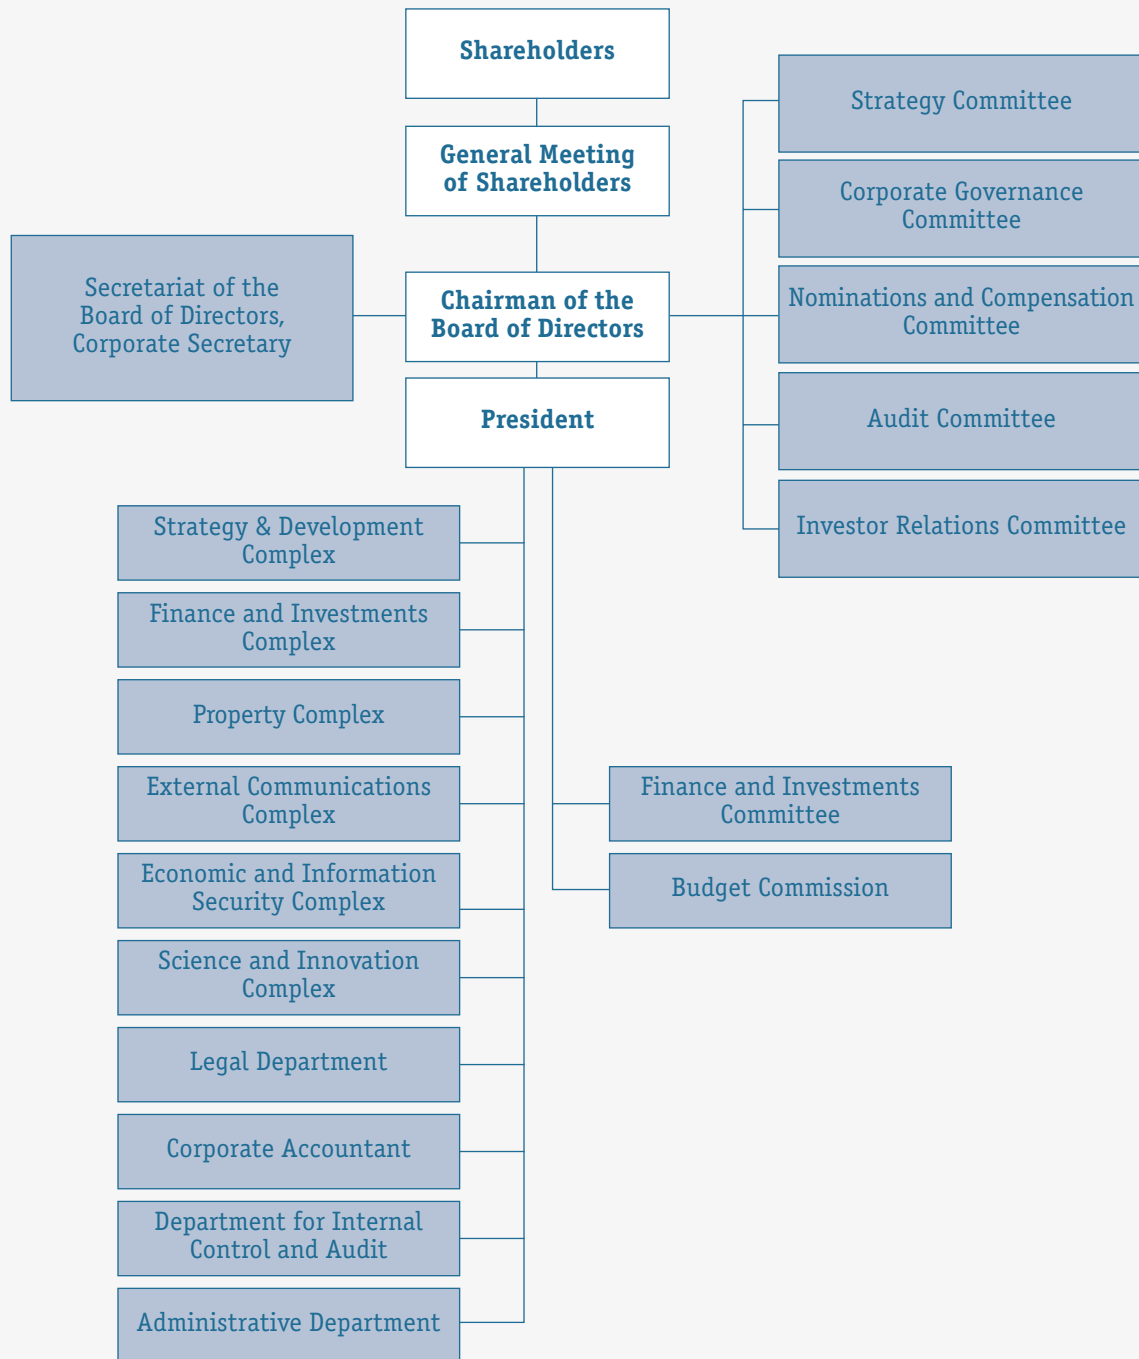 Shareholders
General Meeting
of Shareholders
Chairman of the
Board of Directors
President
Secretariat of the
Board of Directors,
Corporate Secretary
Strategy Committee
Corporate Governance
Committee
Nominations and Compensation
Committee
Audit Committee
Investor Relations Committee
Strategy & Development
Complex
Finance and Investments
Complex
Property Complex
External Communications
Complex
Economic and Information
Security Complex
Science and Innovation
Complex
Legal Department
Corporate Accountant
Department for Internal
Control and Audit
Administrative Department
Finance and Investments
Committee
Budget Commission